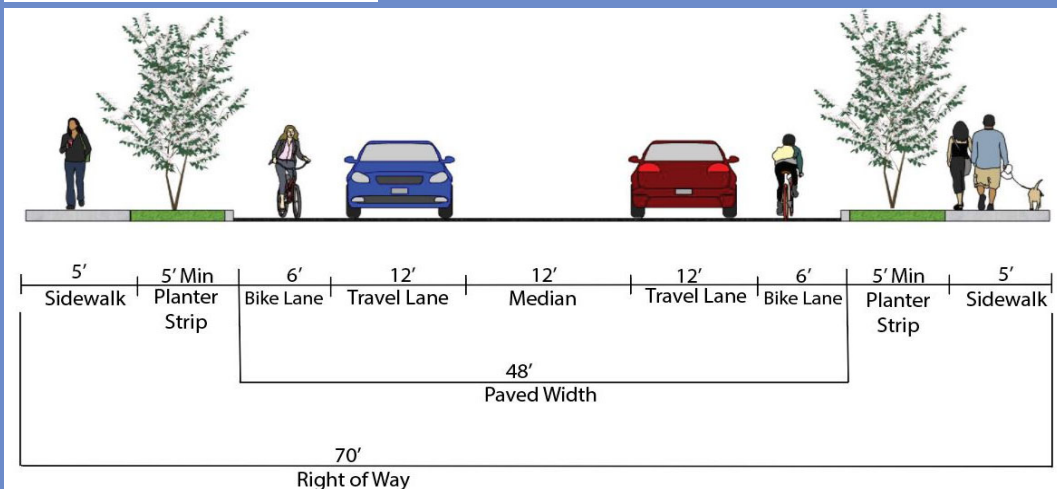 5' 5' Min 6' 12' 12' 12' 6' 5' Min 5'
Sidewalk Planter Bike Lane Travel Lane Median Travel Lane Bike Lane Planter Sidewalk
Strip Strip
48'
Paved Width
70'
Right of Way